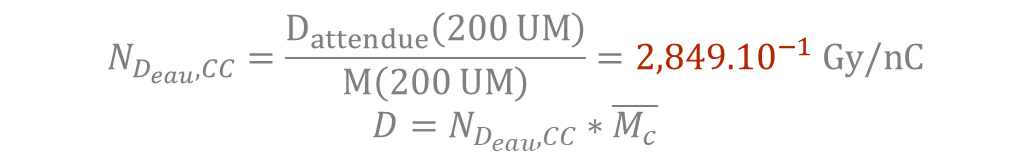 N_{D_{eau},CC} = \frac{D_{attendue}(200 UM)}{M(200 UM)} = 2,849.10^{-1} Gy/nC
D = N_{D_{eau},CC} * \overline{M_c}